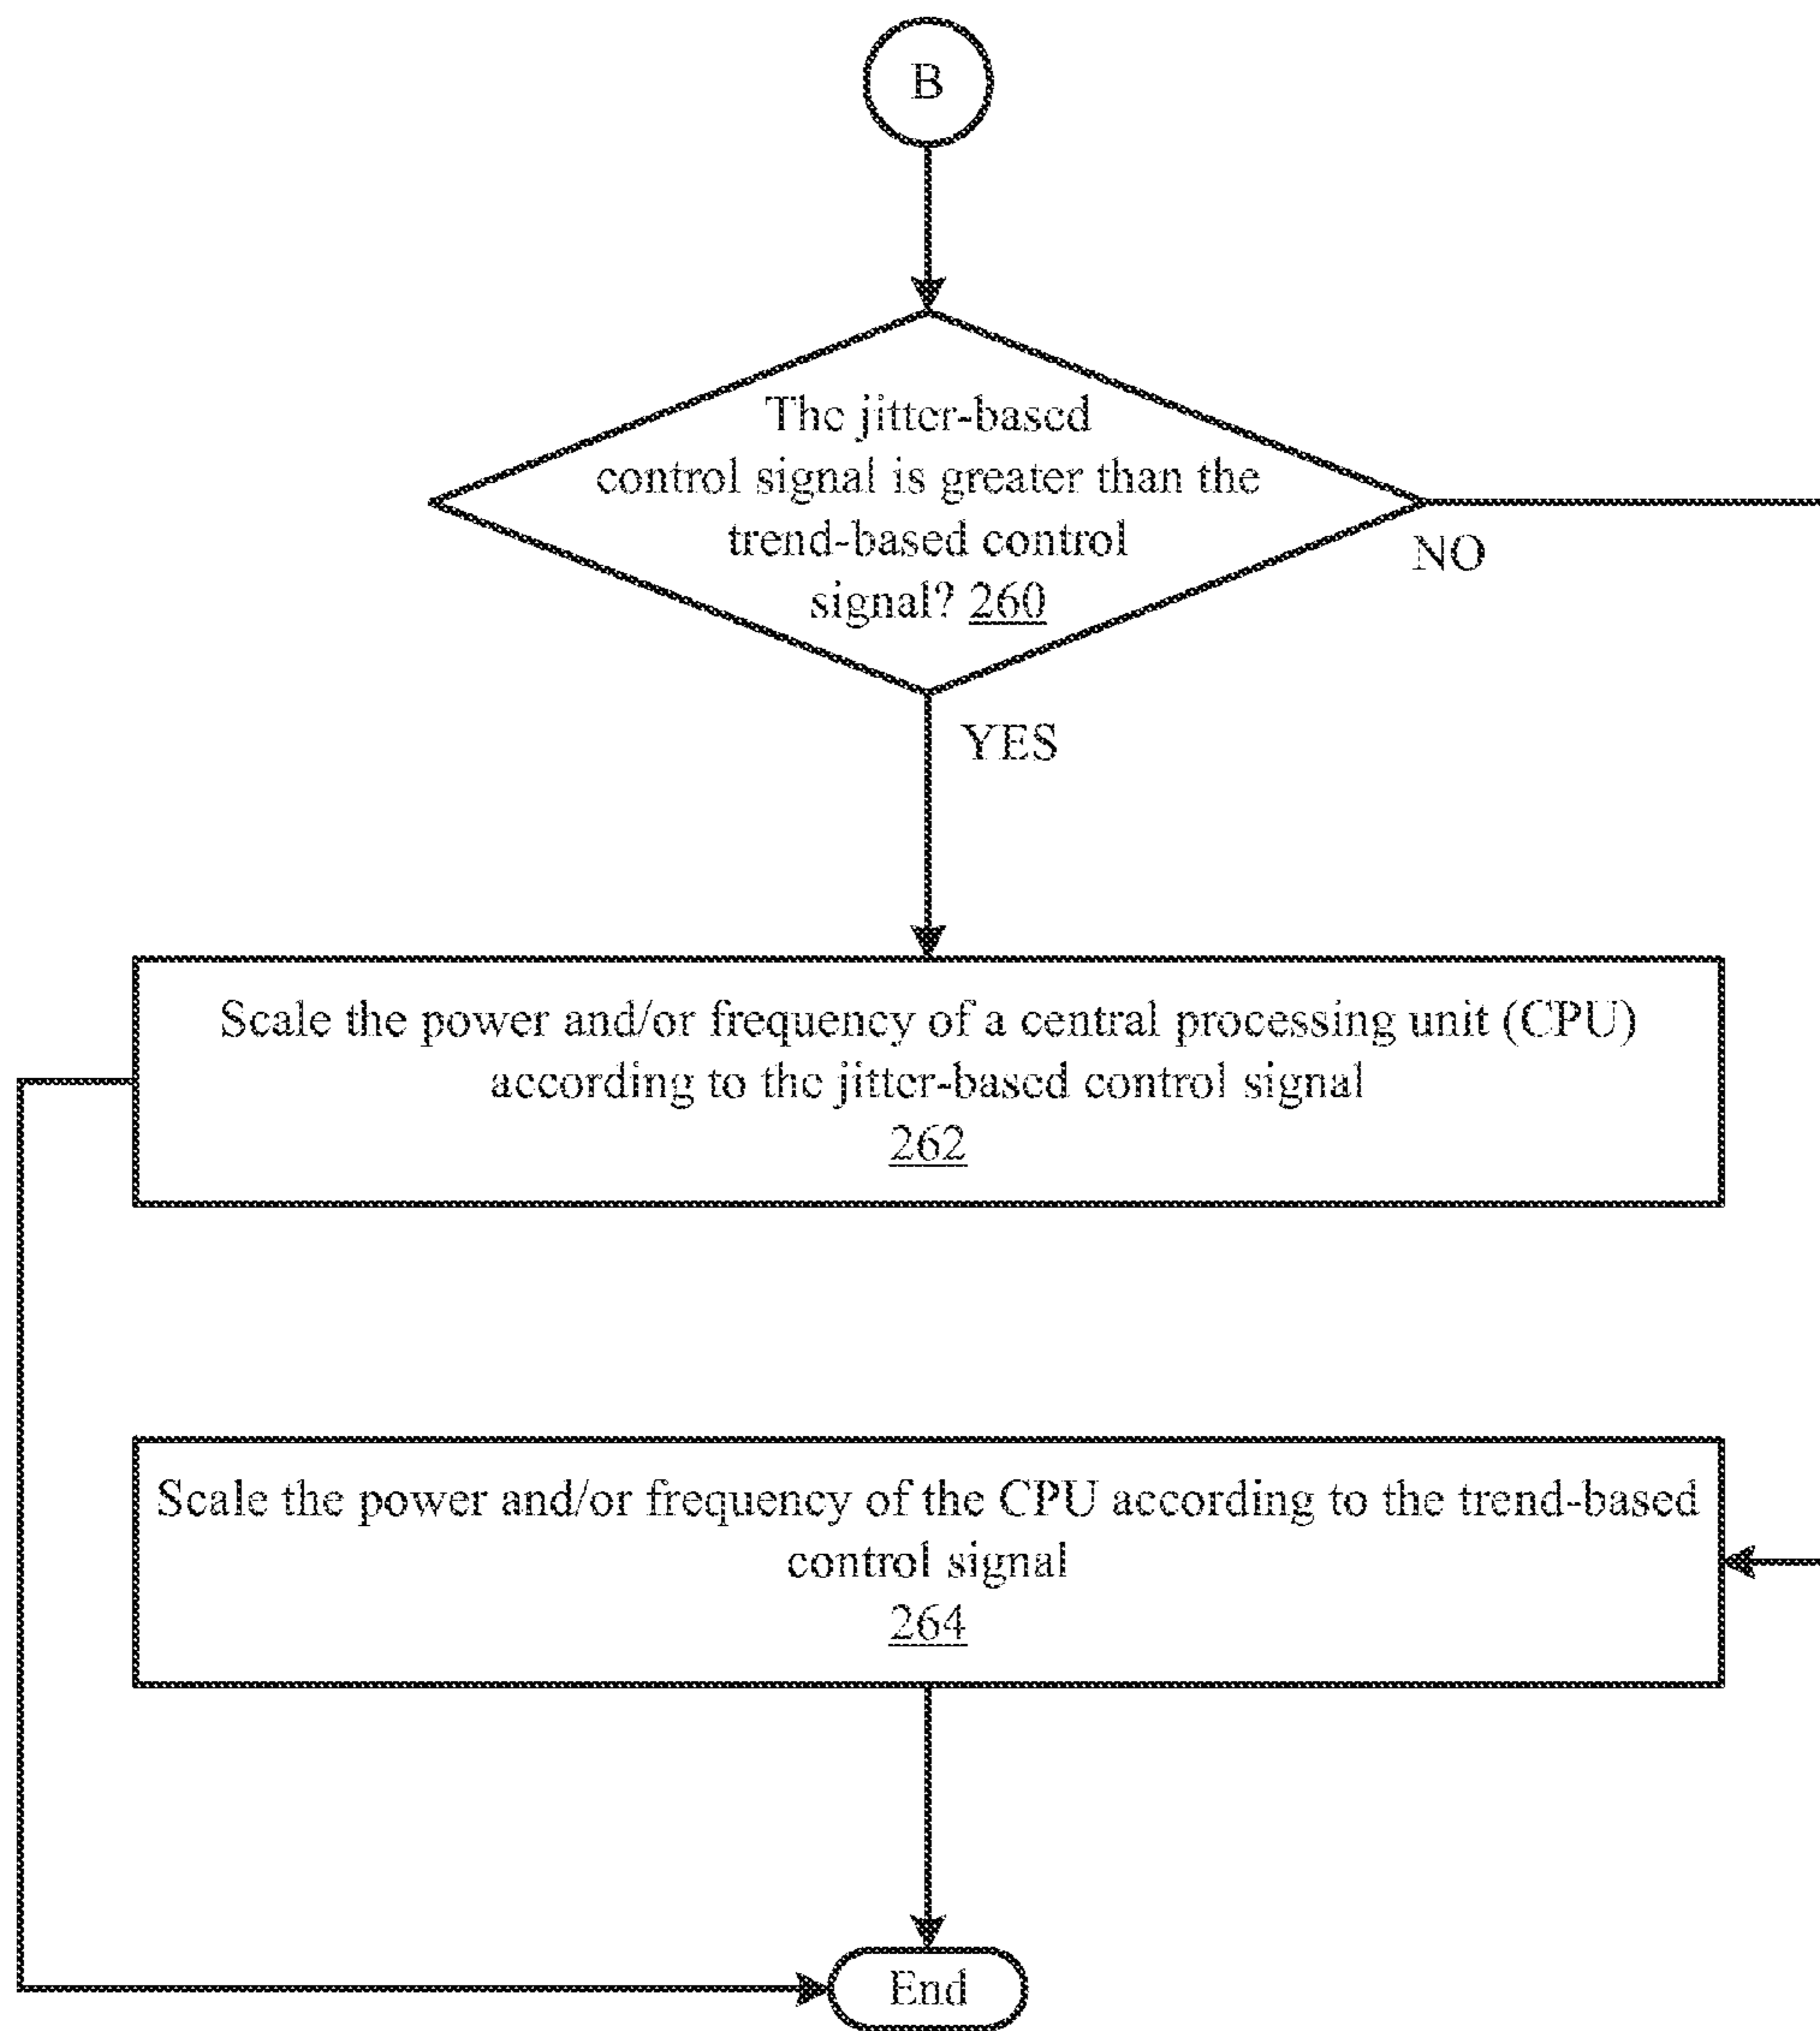 B
The jitter-based
control signal is greater than the
trend-based control
signal? 260
NO
YES
Scale the power and/or frequency of a central processing unit (CPU)
according to the jitter-based control signal
262
Scale the power and/or frequency of the CPU according to the trend-based
control signal
264
End